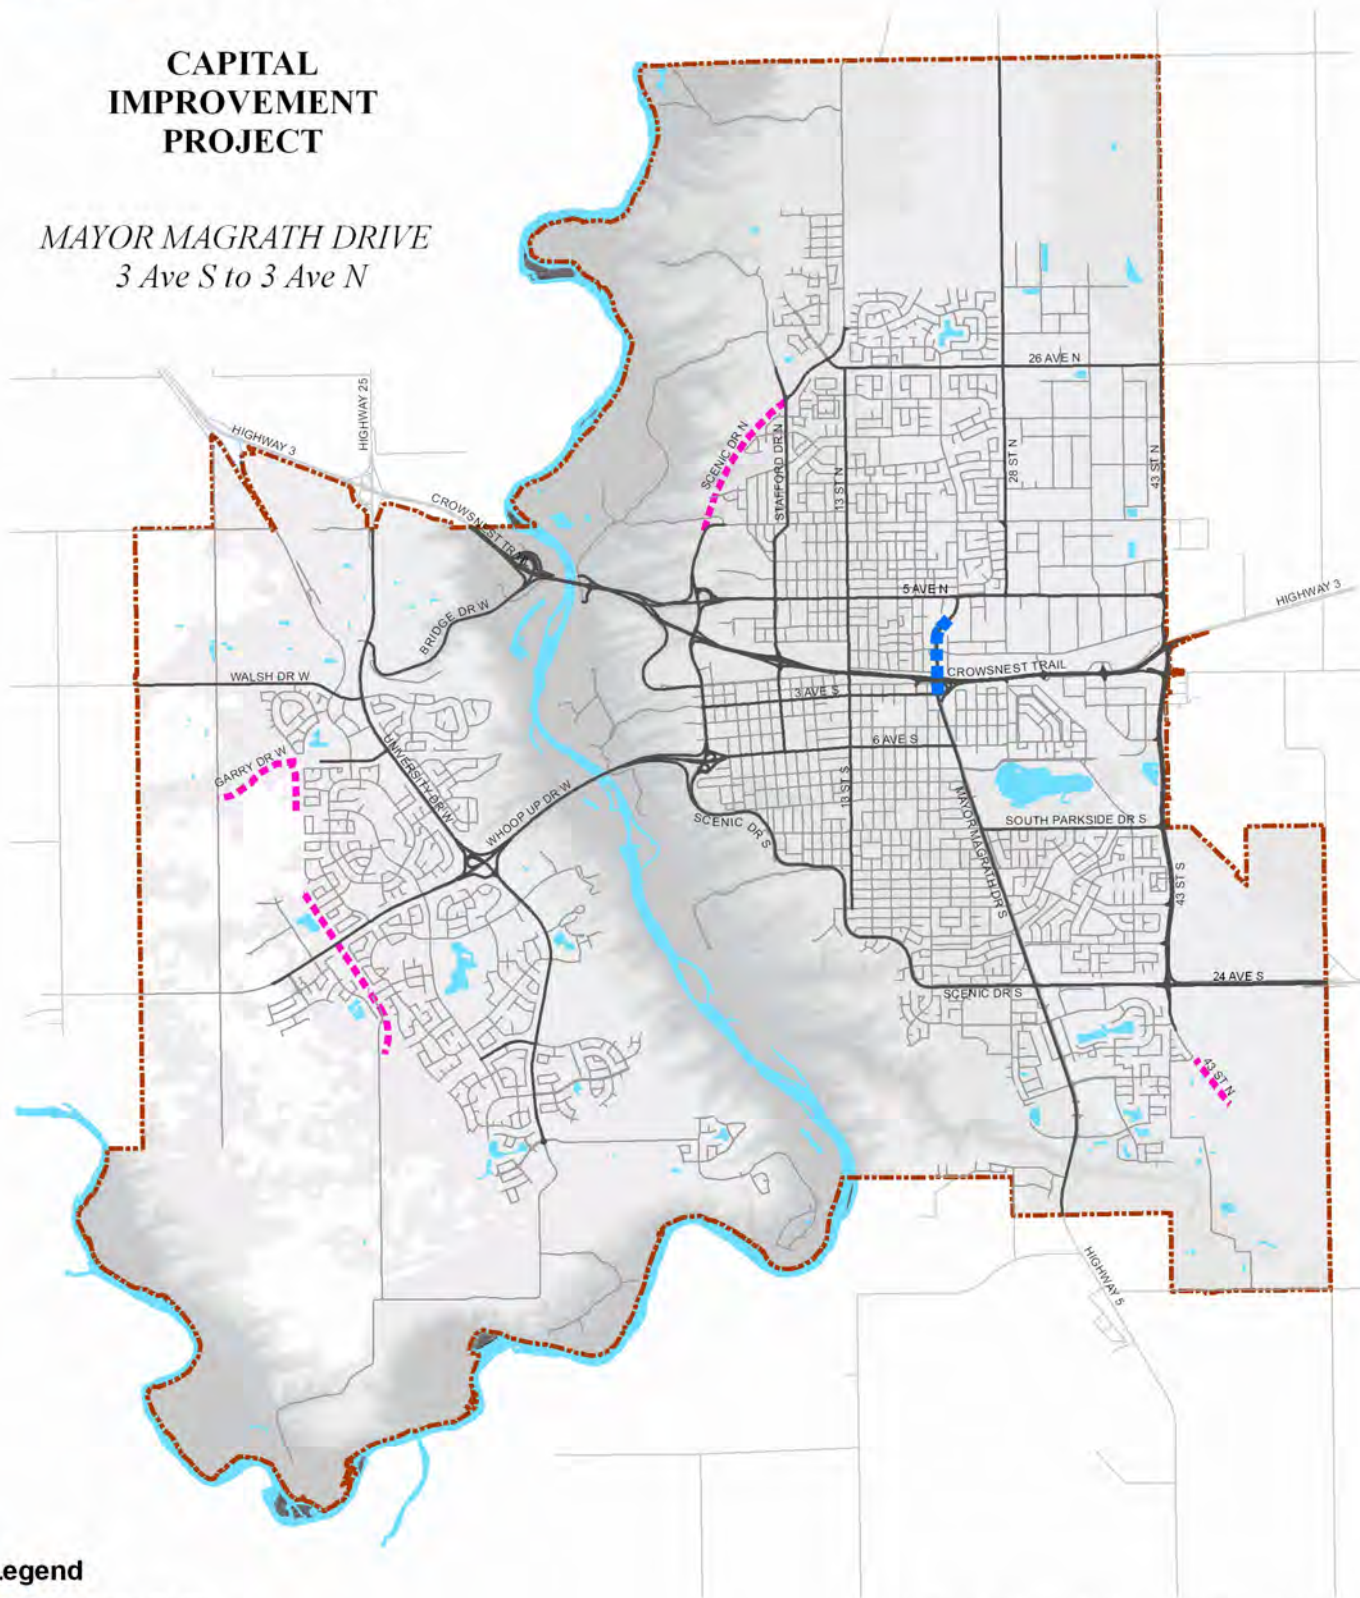 CAPITAL
IMPROVEMENT
PROJECT
MAYOR MAGRATH DRIVE
3 Ave S to 3 Ave N
26 AVE N
HIGHWAY 25
HIGHWAY 3
SCENIC DR N
STAFFORD DR N
13 ST N
28 ST N
43 ST N
CROWSNEST TRAIL
5 AVE N
HIGHWAY 3
BRIDGE DR W
WALSH DR W
CROWSNEST TRAIL
3 AVE S
6 AVE S
GARRY DR W
UNIVERSITY DR W
WHOOP UP DR W
13 ST S
SCENIC DR S
MAYOR MAGRATH DR S
SOUTH PARKSIDE DR S
43 ST S
24 AVE S
SCENIC DR S
43 ST N
HIGHWAY 5
egend